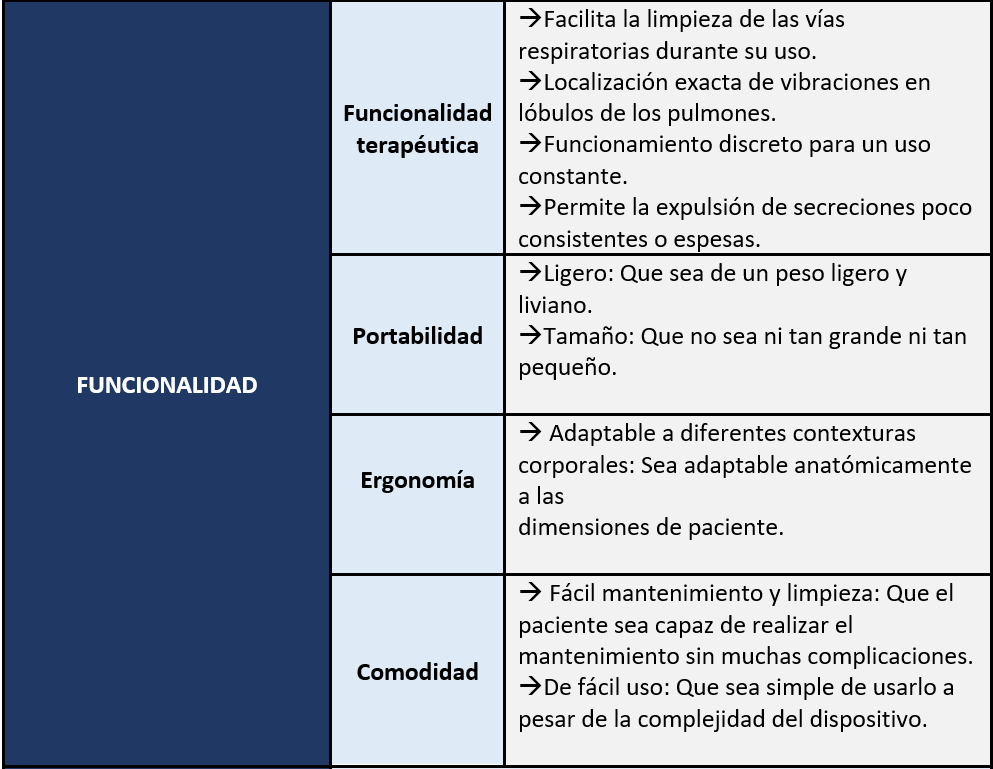 FUNCIONALIDAD
Funcionalidad
terapéutica
→Facilita la limpieza de las vías
respiratorias durante su uso.
→Localización exacta de vibraciones en
lóbulos de los pulmones.
→Funcionamiento discreto para un uso
constante.
→Permite la expulsión de secreciones poco
consistentes o espesas.
Portabilidad
→Ligero: Que sea de un peso ligero y
liviano.
→Tamaño: Que no sea ni tan grande ni tan
pequeño.
Ergonomía
→ Adaptable a diferentes contexturas
corporales: Sea adaptable anatómicamente
a las
dimensiones de paciente.
Comodidad
→ Fácil mantenimiento y limpieza: Que el
paciente sea capaz de realizar el
mantenimiento sin muchas complicaciones.
→De fácil uso: Que sea simple de usarlo a
pesar de la complejidad del dispositivo.